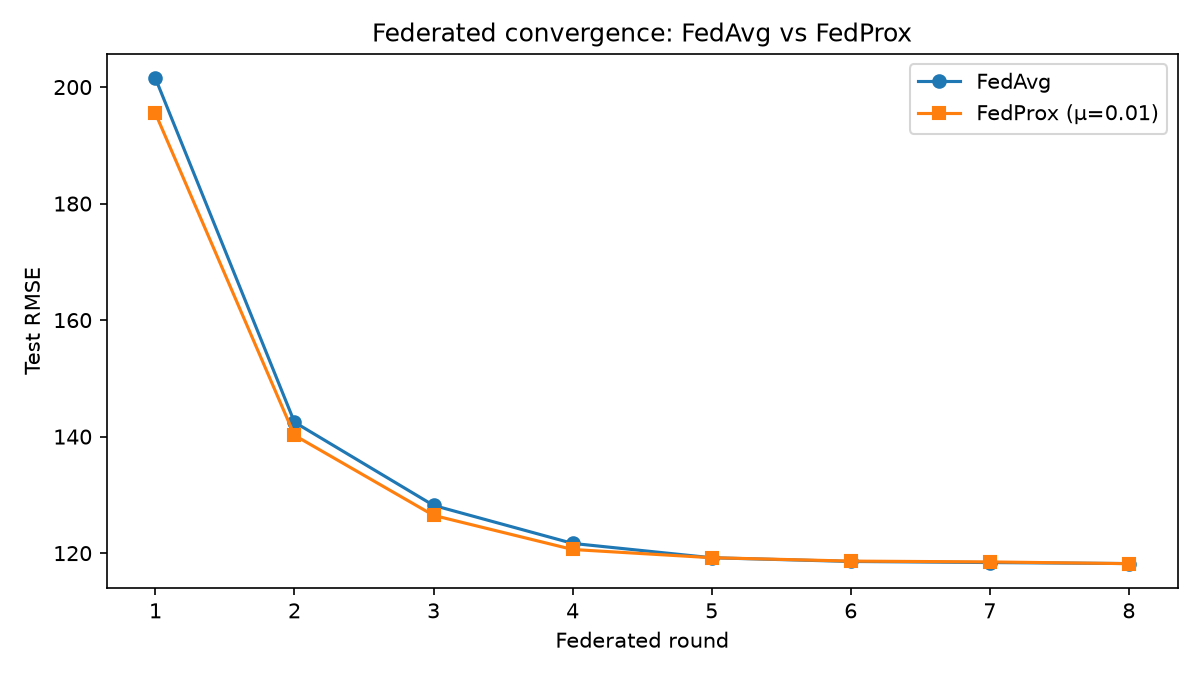 Federated convergence: FedAvg vs FedProx
FedAvg
FedProx (μ=0.01)
Test RMSE
200
180
160
140
120
1 2 3 4 5 6 7 8
Federated round